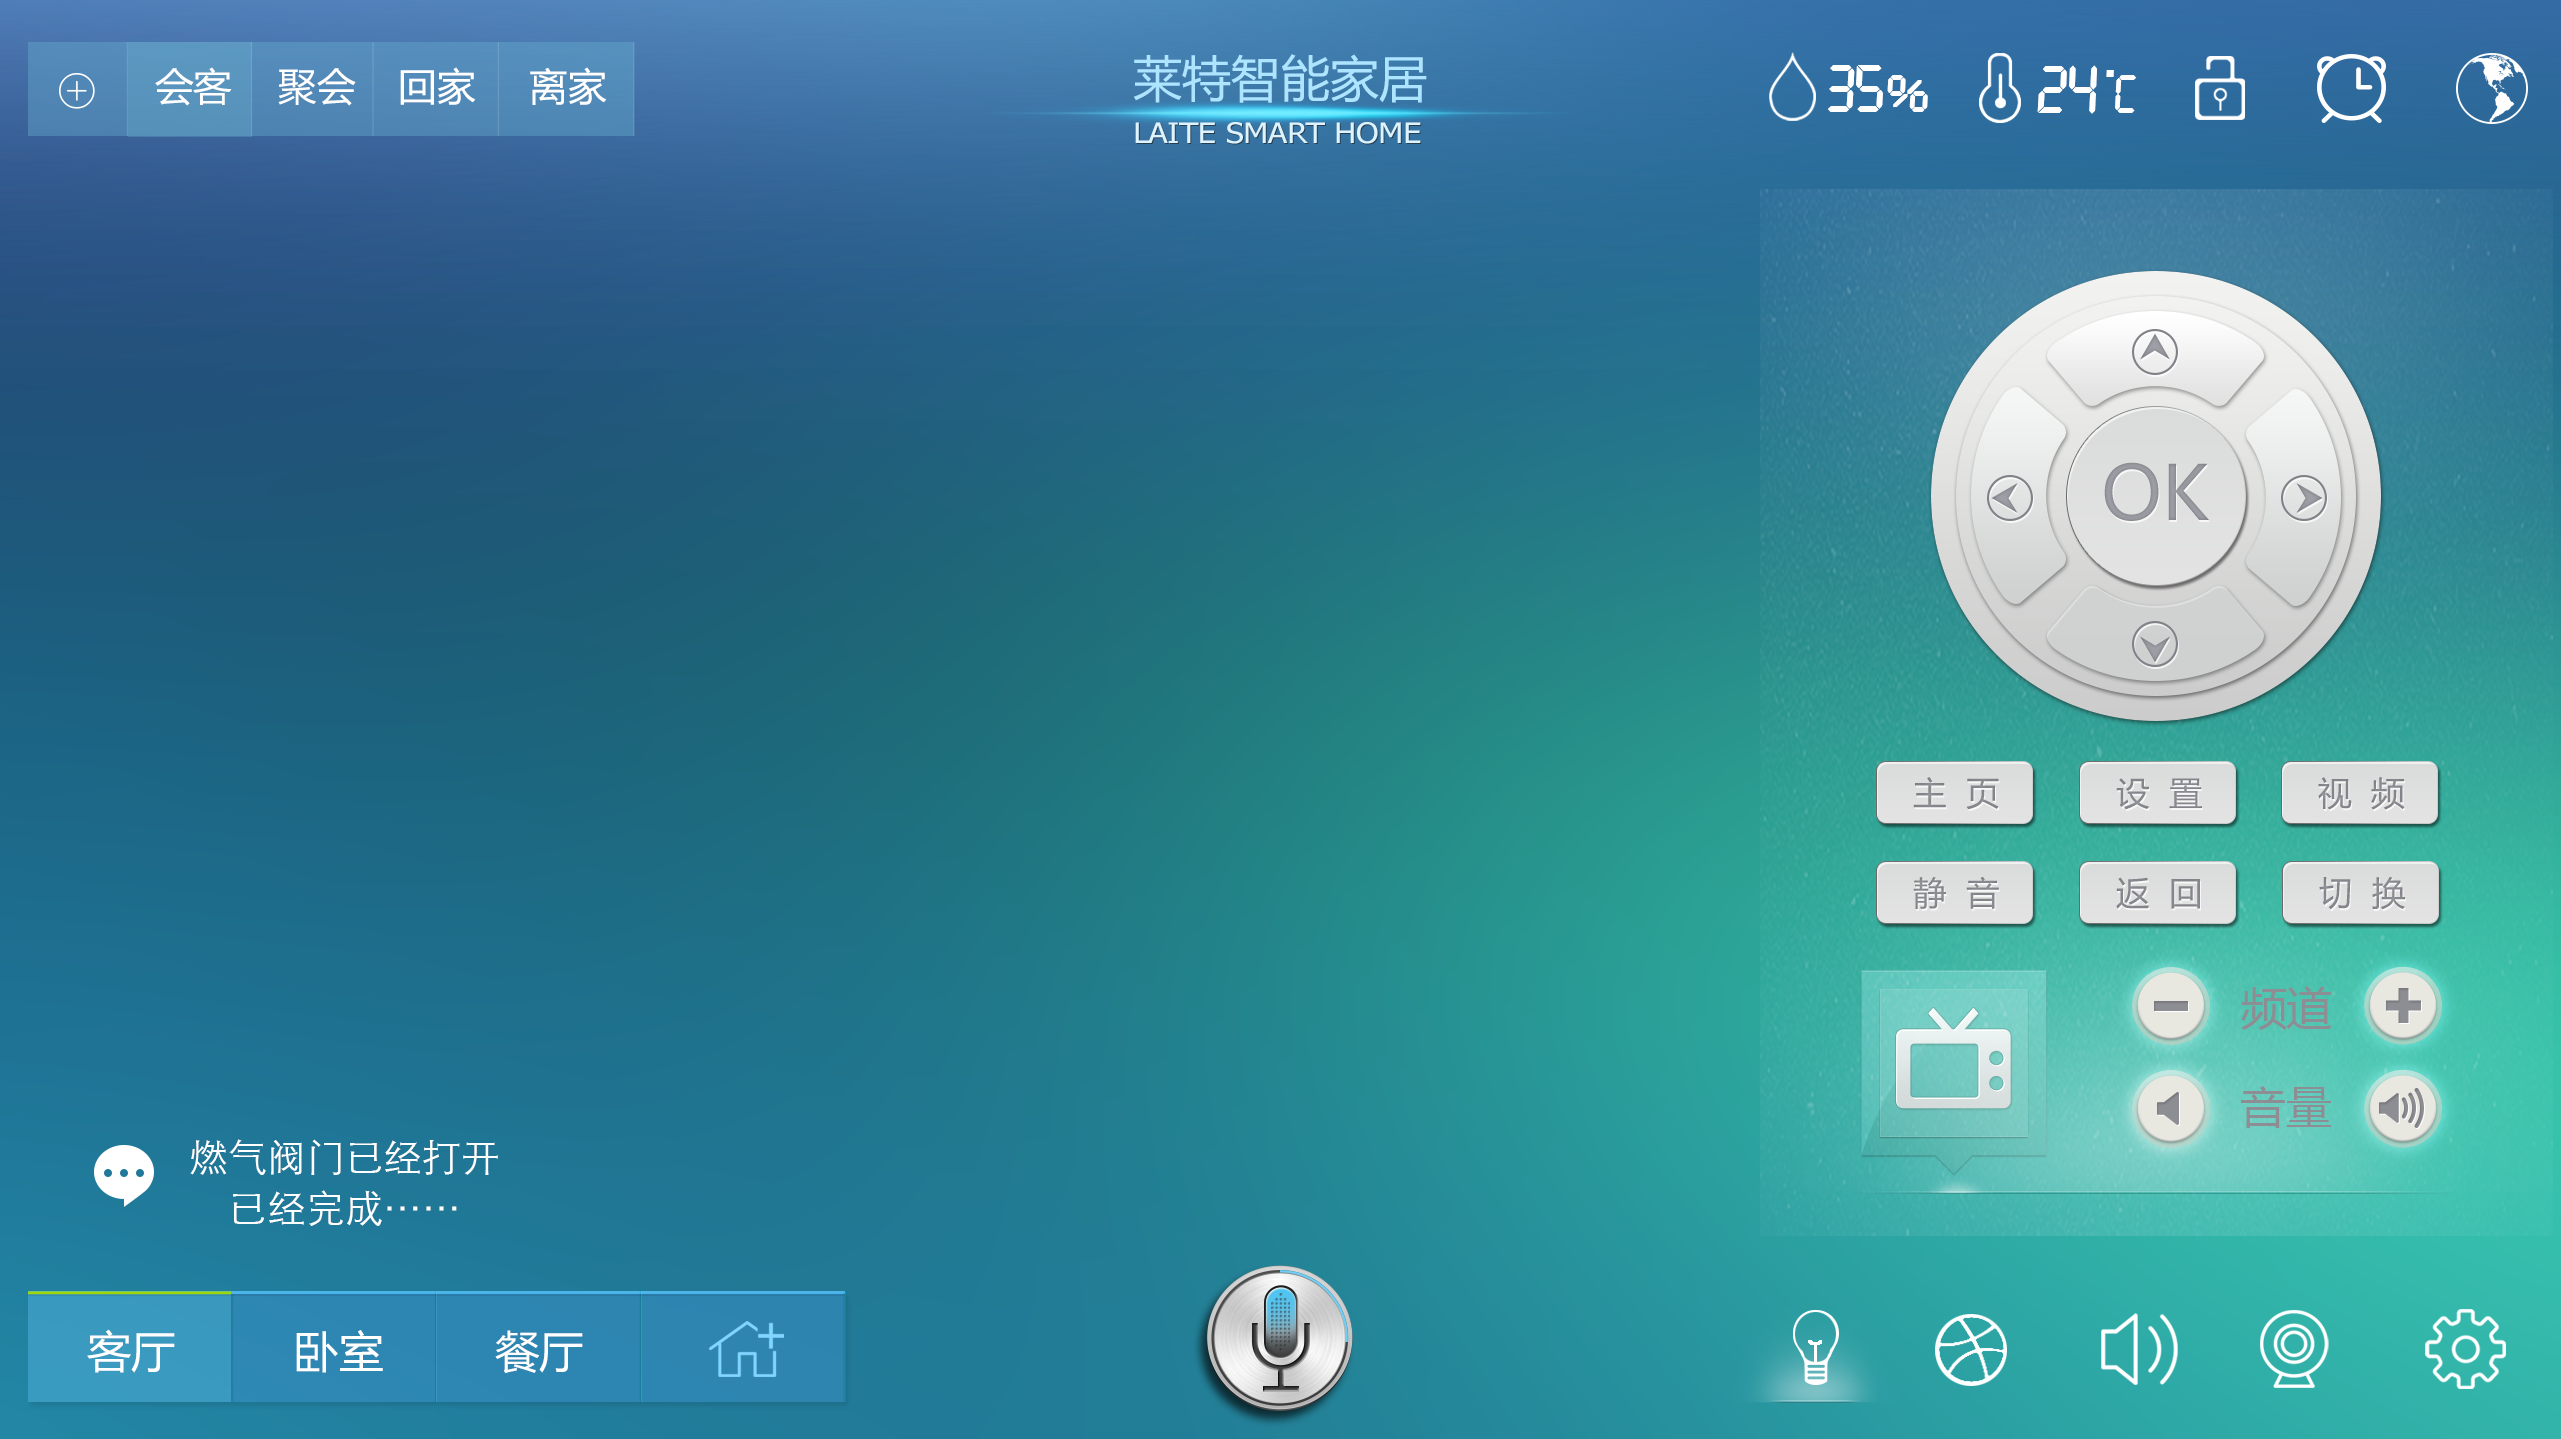 会客 聚会 回家 离家
莱特智能家居
LAITE SMART HOME
35% 24℃
OK
主页 设置 视频
静音 返回 切换
频道
音量
燃气阀门已经打开
已经完成……
客厅 卧室 餐厅